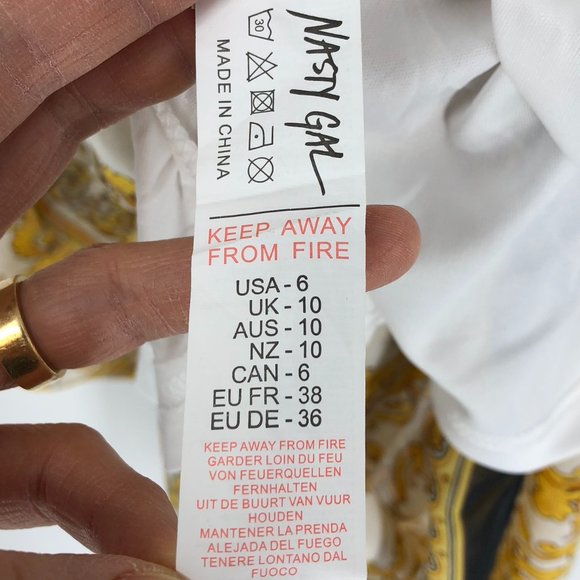 NASTY GAL
30
MADE IN CHINA
KEEP AWAY
FROM FIRE
USA - 6
UK - 10
AUS - 10
NZ - 10
CAN - 6
EU FR - 38
EU DE - 36
KEEP AWAY FROM FIRE
GARDER LOIN DU FEU
VON FEUERQUELLEN
FERNHALTEN
UIT DE BUURT VAN VUUR
HOUDEN
MANTENER LA PRENDA
ALEJADA DEL FUEGO
TENERE LONTANO DAL
FUOCO